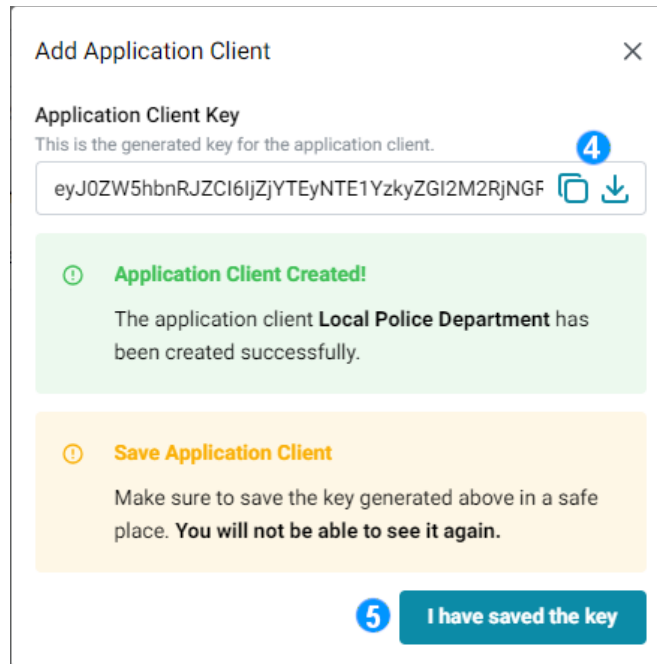 Add Application Client
Application Client Key
This is the generated key for the application client.
4
eyJ0ZW5hbnRJZCI6IjZjYTEyNTE1YzkyZGI2M2RjNGF
Application Client Created!
The application client Local Police Department has
been created successfully.
Save Application Client
Make sure to save the key generated above in a safe
place. You will not be able to see it again.
5 I have saved the key